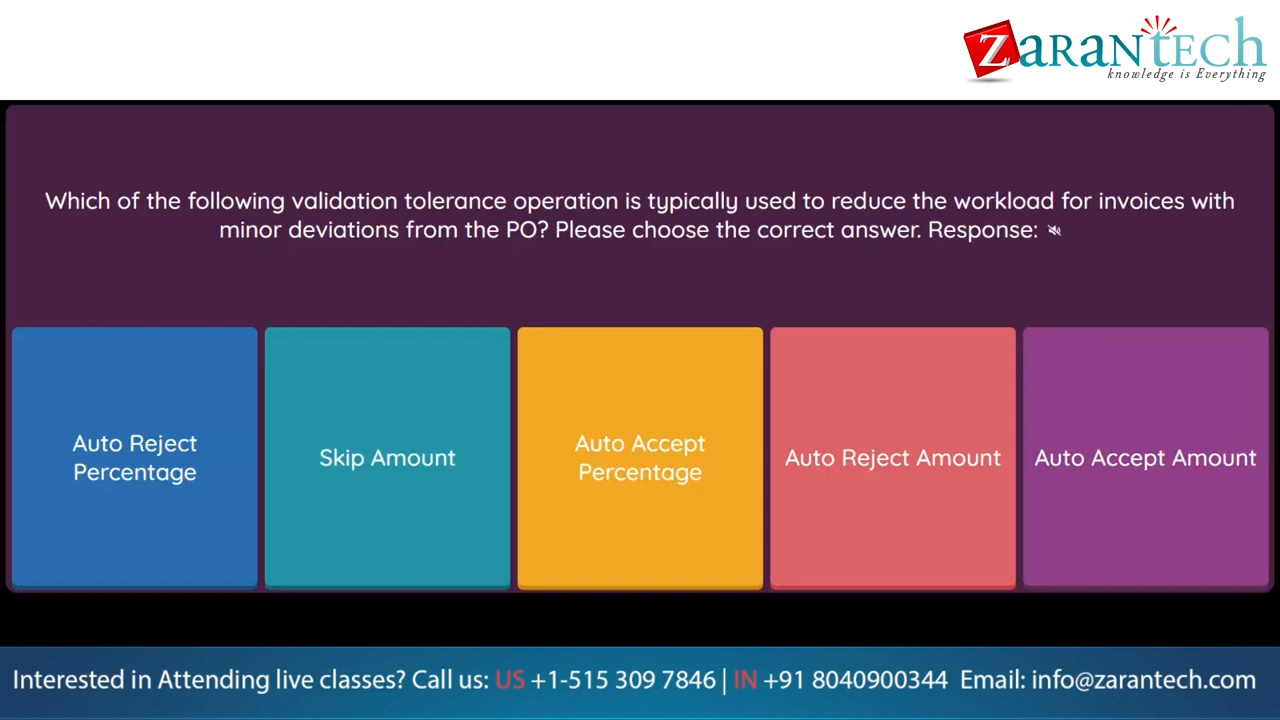 ZaranTech
knowledge is Everything
Which of the following validation tolerance operation is typically used to reduce the workload for invoices with
minor deviations from the PO? Please choose the correct answer. Response:
Auto Reject
Percentage
Skip Amount
Auto Accept
Percentage
Auto Reject Amount
Auto Accept Amount
Interested in Attending live classes? Call us: US +1-515 309 7846 | IN +91 8040900344 Email: info@zarantech.com